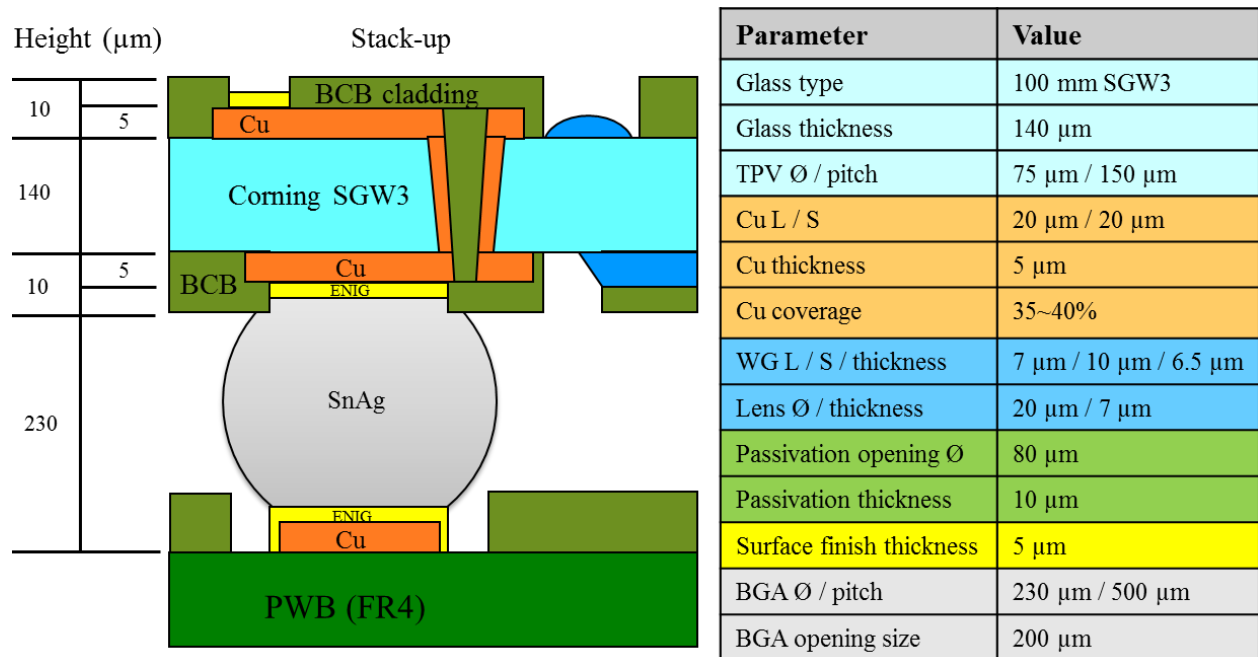 Height (µm)
Stack-up
10
5
BCB cladding
Cu
140
Corning SGW3
10
5
BCB
Cu
ENIG
230
SnAg
ENIG
Cu
PWB (FR4)
Parameter Value
Glass type 100 mm SGW3
Glass thickness 140 µm
TPV Ø / pitch 75 µm / 150 µm
Cu L / S 20 µm / 20 µm
Cu thickness 5 µm
Cu coverage 35~40%
WG L / S / thickness 7 µm / 10 µm / 6.5 µm
Lens Ø / thickness 20 µm / 7 µm
Passivation opening Ø 80 µm
Passivation thickness 10 µm
Surface finish thickness 5 µm
BGA Ø / pitch 230 µm / 500 µm
BGA opening size 200 µm